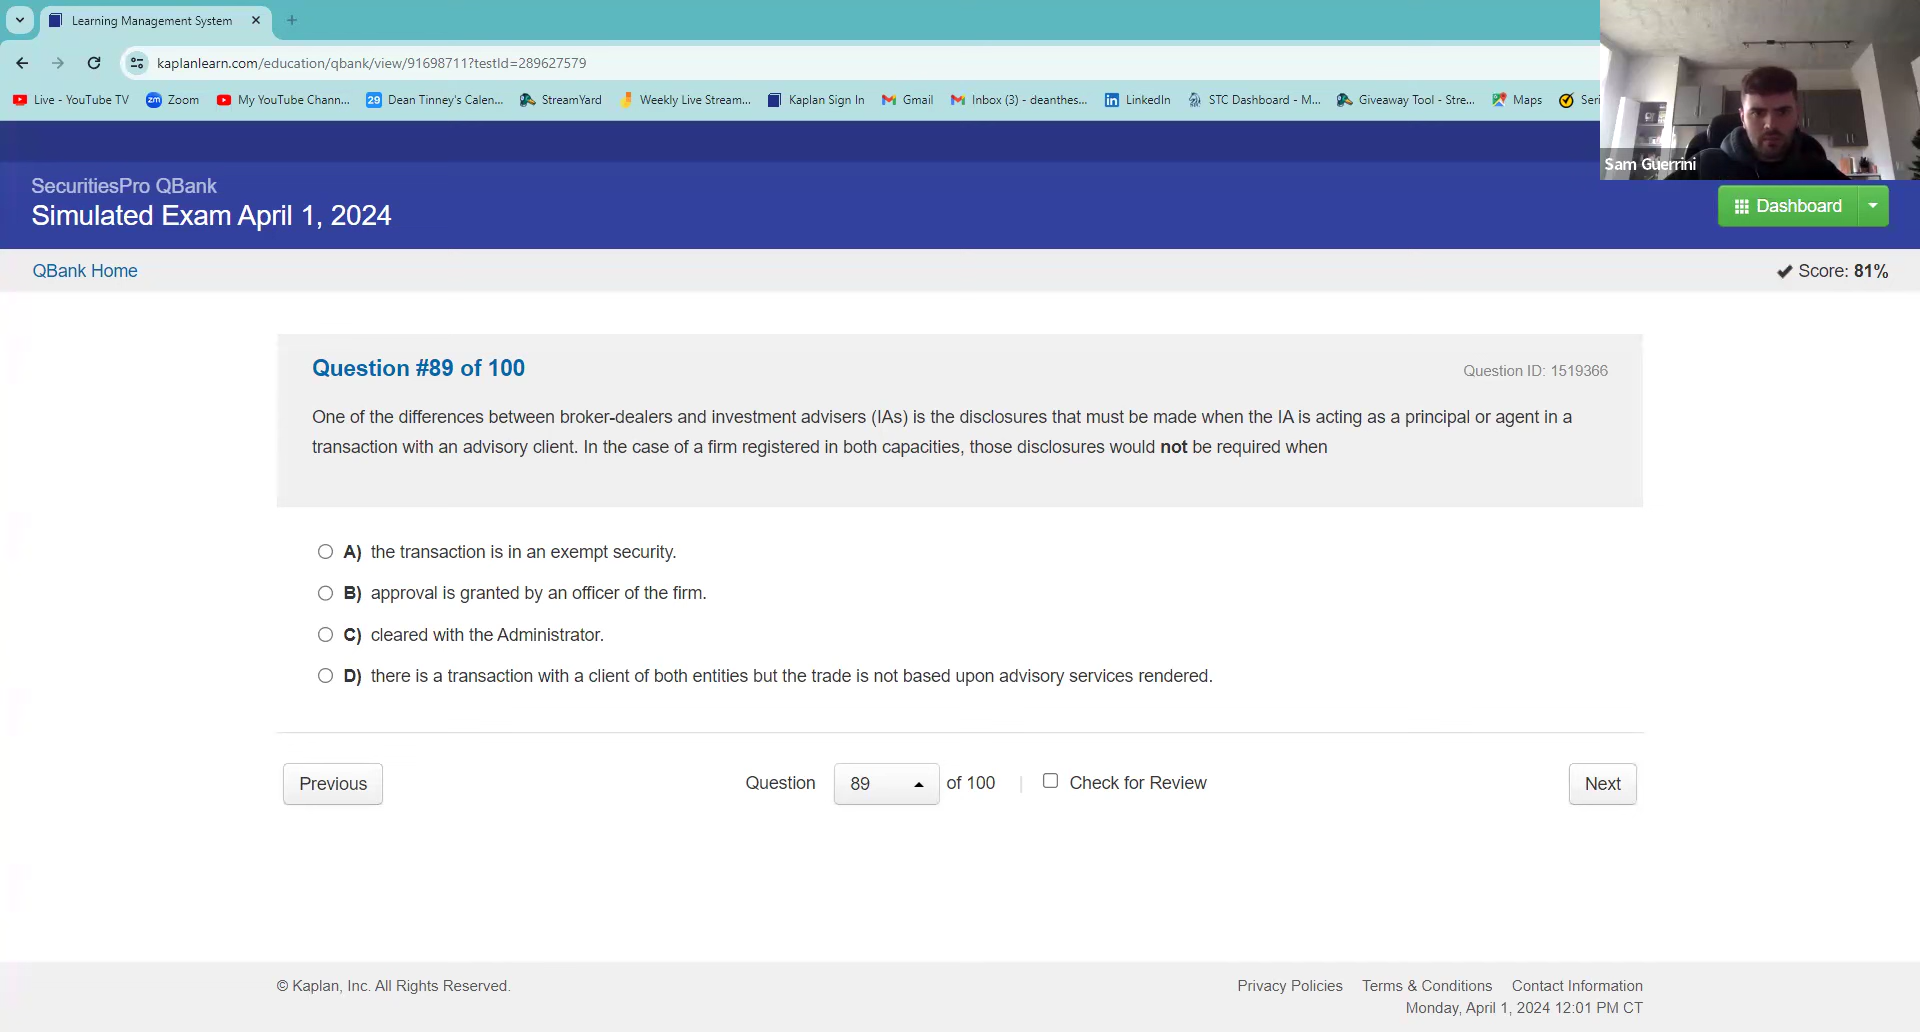 Learning Management System
kaplanlearn.com/education/qbank/view/91698711?testId=289627579
Live - YouTube TV
Zoom
My YouTube Chann...
29 Dean Tinney's Calen...
StreamYard
Weekly Live Stream...
Kaplan Sign In
Gmail
Inbox (3) - deanthes...
LinkedIn
STC Dashboard - M...
Giveaway Tool - Stre...
Maps
Seri
Sam Guerrini
SecuritiesPro QBank
Simulated Exam April 1, 2024
Dashboard
QBank Home
Score: 81%
Question #89 of 100
Question ID: 1519366
One of the differences between broker-dealers and investment advisers (IAs) is the disclosures that must be made when the IA is acting as a principal or agent in a
transaction with an advisory client. In the case of a firm registered in both capacities, those disclosures would not be required when
A) the transaction is in an exempt security.
B) approval is granted by an officer of the firm.
C) cleared with the Administrator.
D) there is a transaction with a client of both entities but the trade is not based upon advisory services rendered.
Previous
Question 89 of 100 | Check for Review
Next
© Kaplan, Inc. All Rights Reserved.
Privacy Policies Terms & Conditions Contact Information
Monday, April 1, 2024 12:01 PM CT